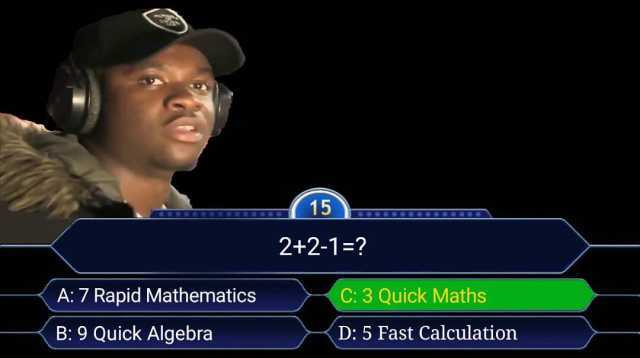 15
2+2-1=?
A: 7 Rapid Mathematics
C: 3 Quick Maths
B: 9 Quick Algebra
D: 5 Fast Calculation